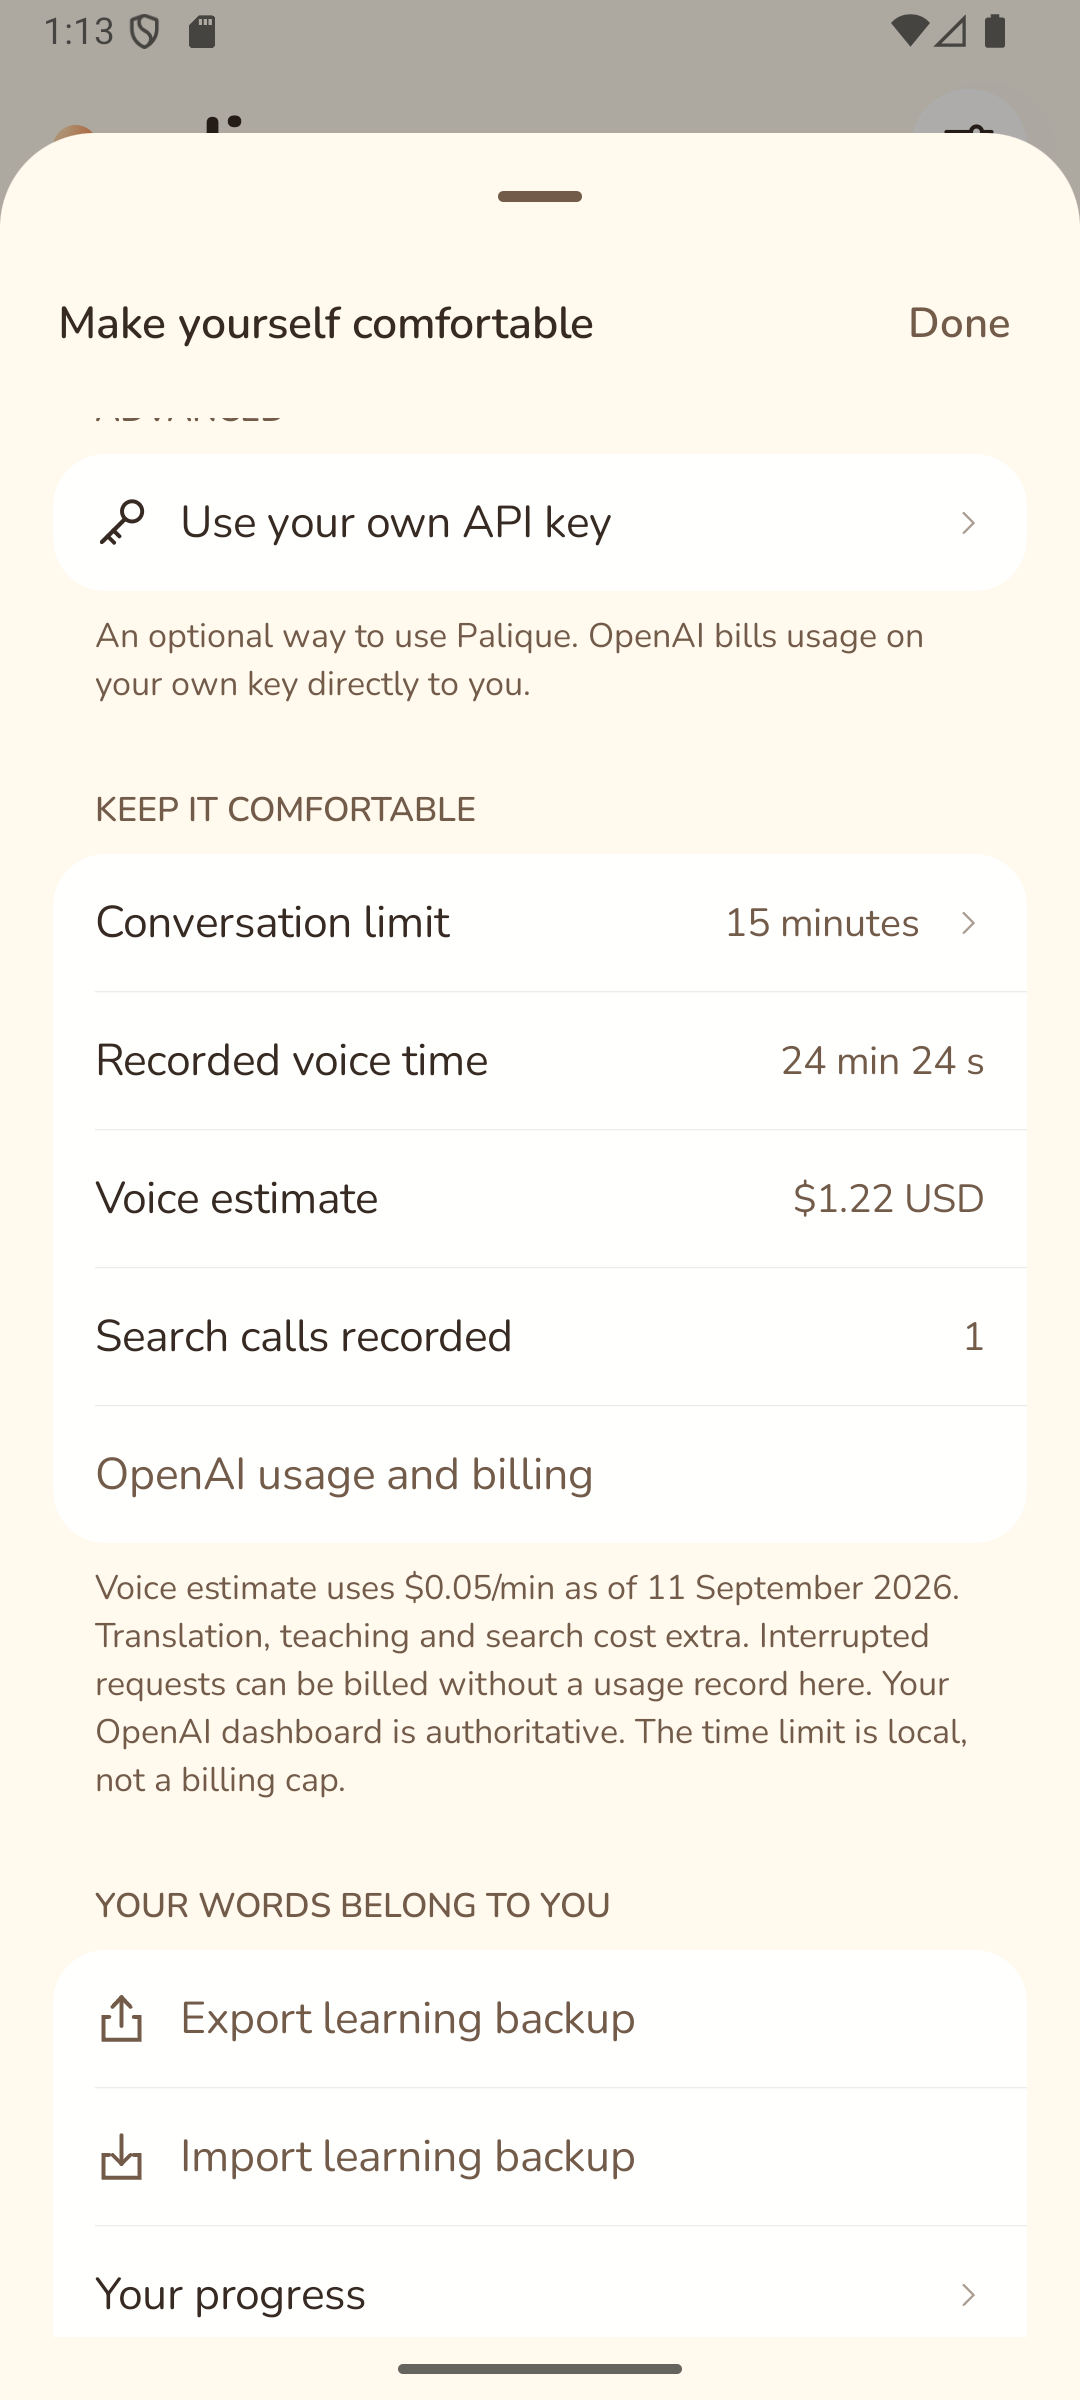 1:13
Make yourself comfortable
Done
ADVANCED
Use your own API key
An optional way to use Palique. OpenAI bills usage on
your own key directly to you.
KEEP IT COMFORTABLE
Conversation limit
15 minutes
Recorded voice time
24 min 24 s
Voice estimate
$1.22 USD
Search calls recorded
1
OpenAI usage and billing
Voice estimate uses $0.05/min as of 11 September 2026.
Translation, teaching and search cost extra. Interrupted
requests can be billed without a usage record here. Your
OpenAI dashboard is authoritative. The time limit is local,
not a billing cap.
YOUR WORDS BELONG TO YOU
Export learning backup
Import learning backup
Your progress